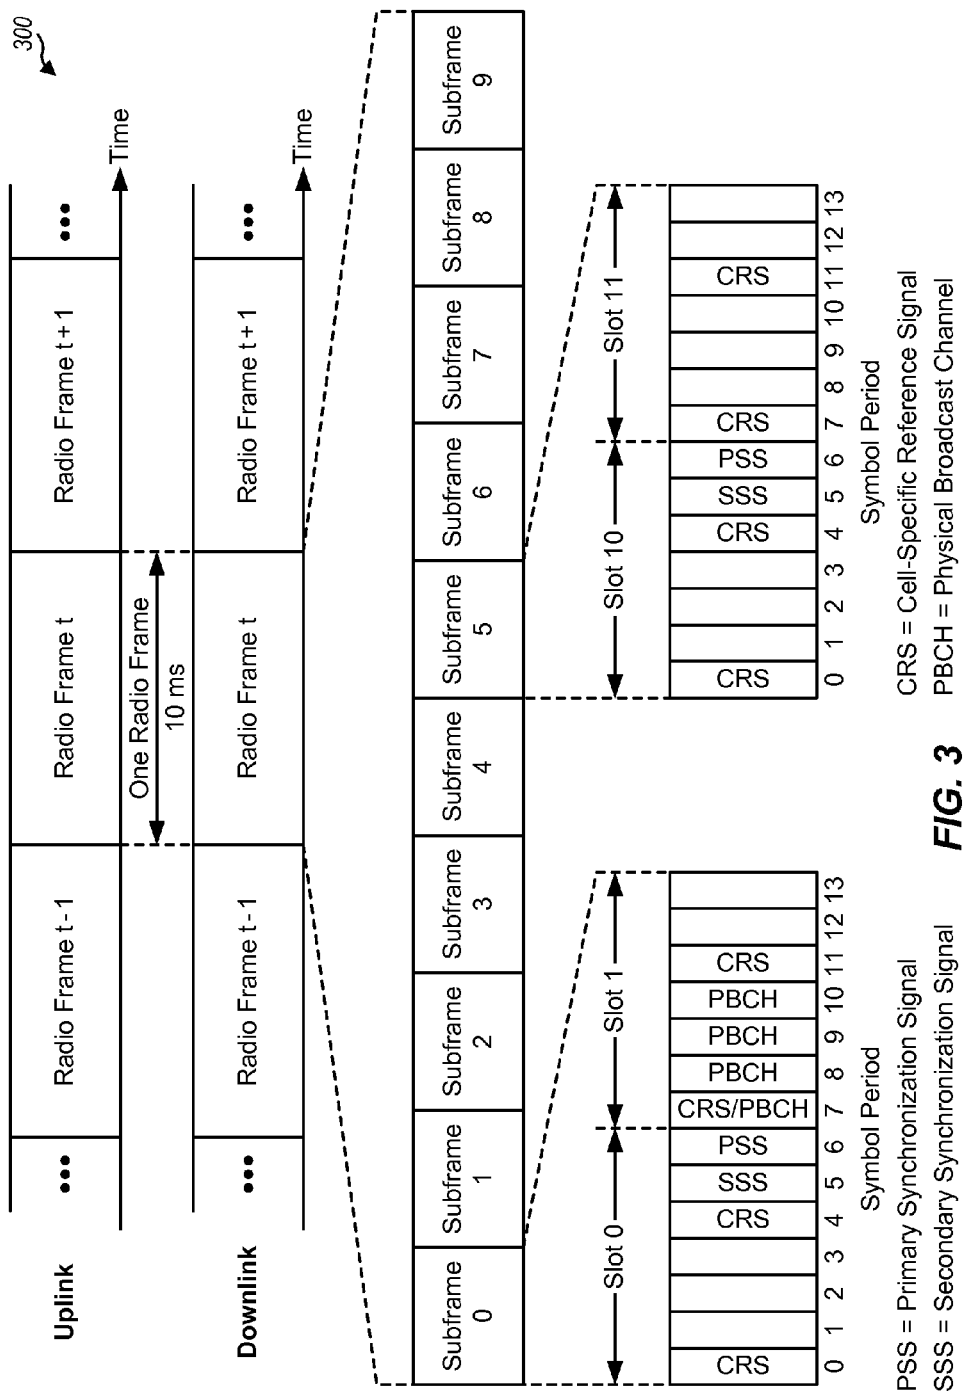 300
Uplink
••• Radio Frame t-1 Radio Frame t Radio Frame t+1 •••
Time
One Radio Frame
10 ms
Downlink
••• Radio Frame t-1 Radio Frame t Radio Frame t+1 •••
Time
Subframe 0
Subframe 1
Subframe 2
Subframe 3
Subframe 4
Subframe 5
Subframe 6
Subframe 7
Subframe 8
Subframe 9
Slot 0 Slot 1
CRS CRS SSS PSS CRS/PBCH PBCH PBCH PBCH CRS
0 1 2 3 4 5 6 7 8 9 10 11 12 13
Symbol Period
Slot 10 Slot 11
CRS CRS SSS PSS CRS CRS
0 1 2 3 4 5 6 7 8 9 10 11 12 13
Symbol Period
PSS = Primary Synchronization Signal
SSS = Secondary Synchronization Signal
CRS = Cell-Specific Reference Signal
PBCH = Physical Broadcast Channel
FIG. 3